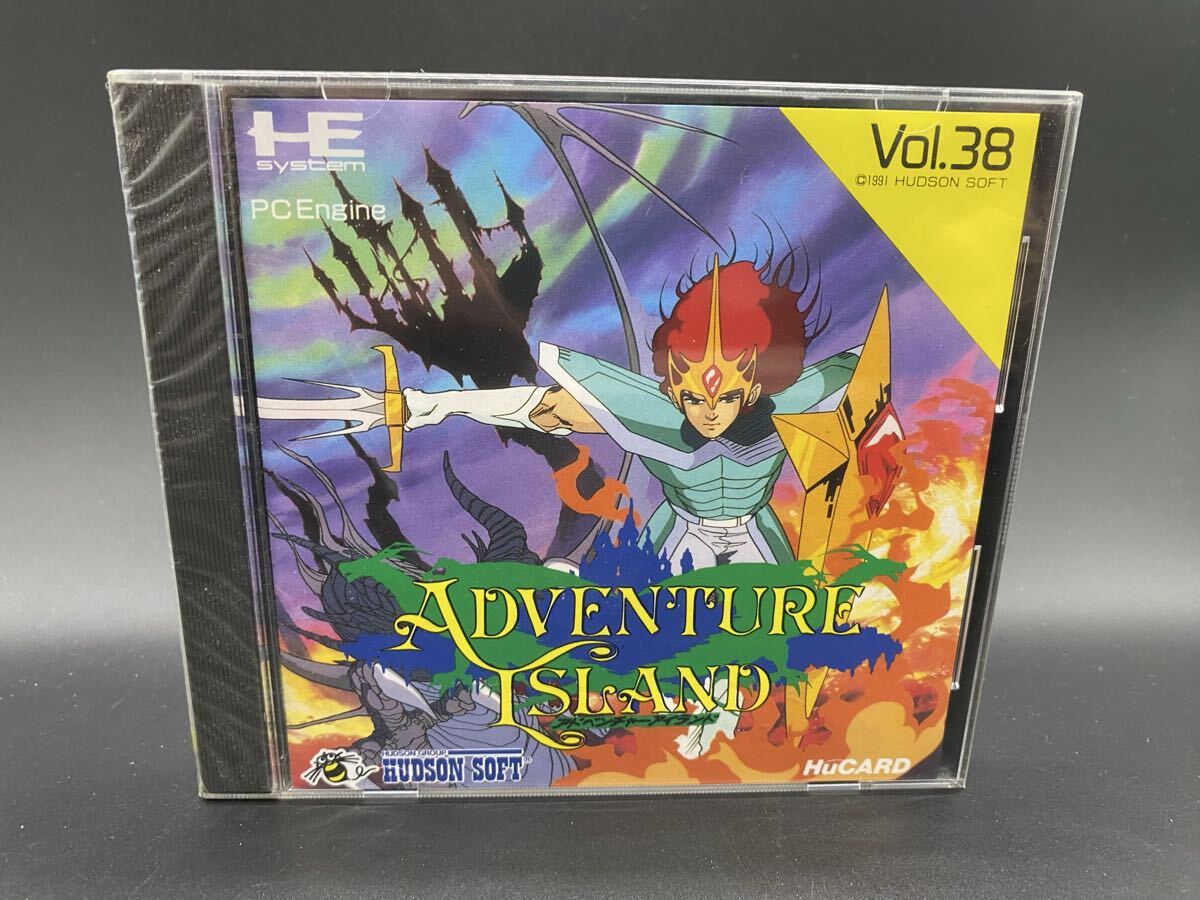 HE
system
PC Engine
Vol.38
©1991 HUDSON SOFT
ADVENTURE
ISLAND
アドベンチャーアイランド
HUDSON GROUP
HUDSON SOFT®
HuCARD